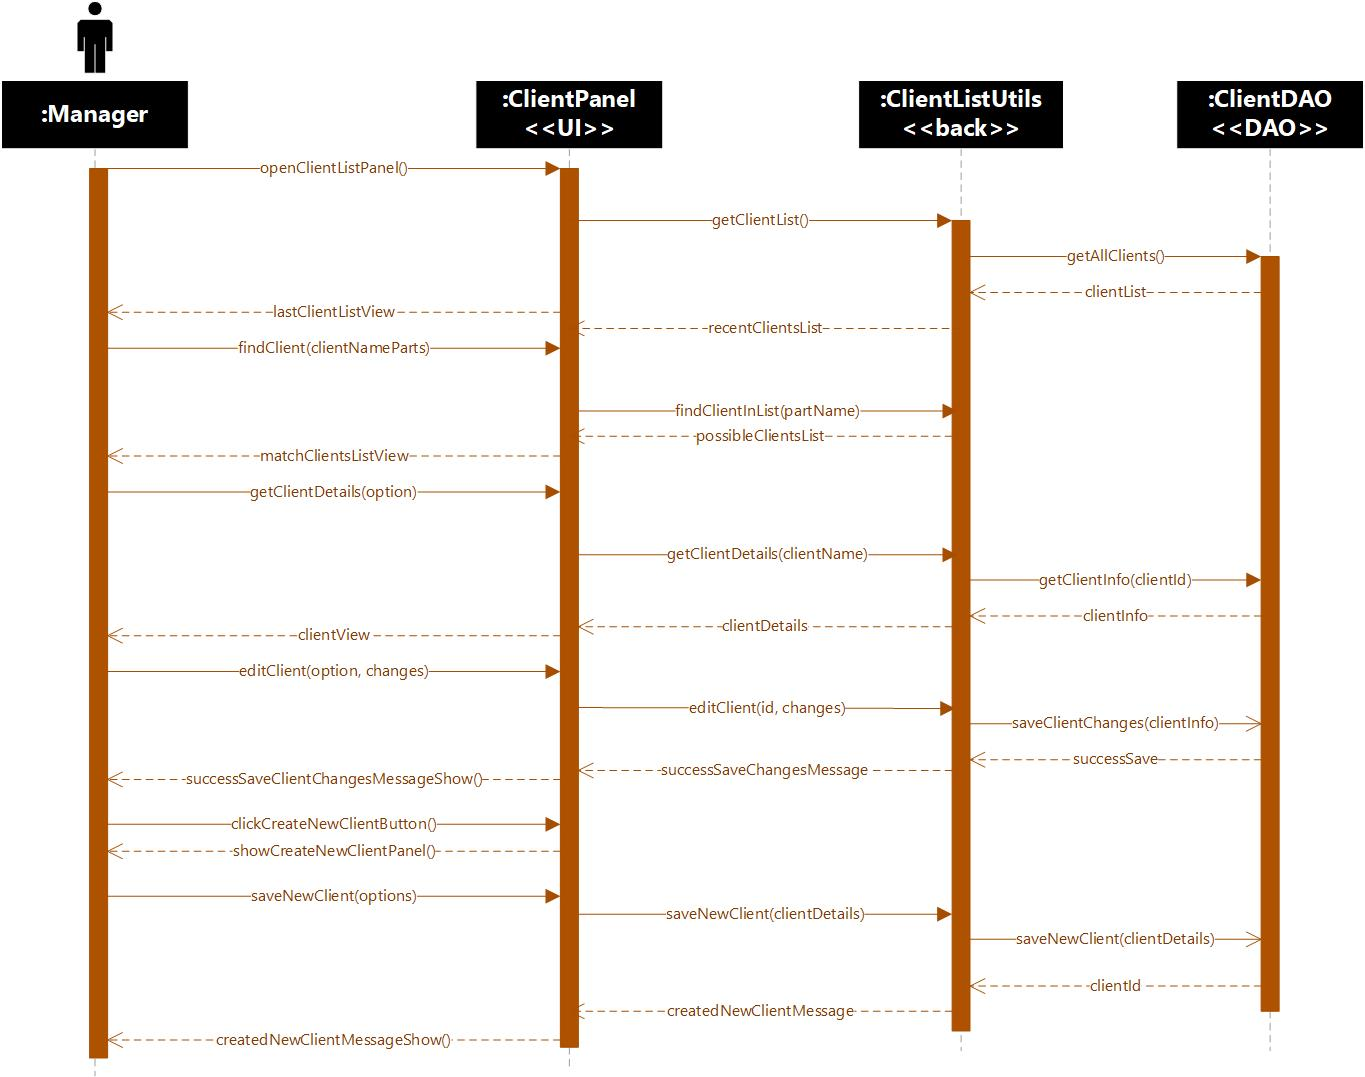 :Manager
:ClientPanel
<<UI>>
:ClientListUtils
<<back>>
:ClientDAO
<<DAO>>
openClientListPanel()
getClientList()
getAllClients()
clientList
lastClientListView
recentClientsList
findClient(clientNameParts)
findClientInList(partName)
possibleClientsList
matchClientsListView
getClientDetails(option)
getClientDetails(clientName)
getClientInfo(clientId)
clientInfo
clientDetails
clientView
editClient(option, changes)
editClient(id, changes)
saveClientChanges(clientInfo)
successSave
successSaveChangesMessage
successSaveClientChangesMessageShow()
clickCreateNewClientButton()
showCreateNewClientPanel()
saveNewClient(options)
saveNewClient(clientDetails)
saveNewClient(clientDetails)
clientId
createdNewClientMessage
createdNewClientMessageShow()